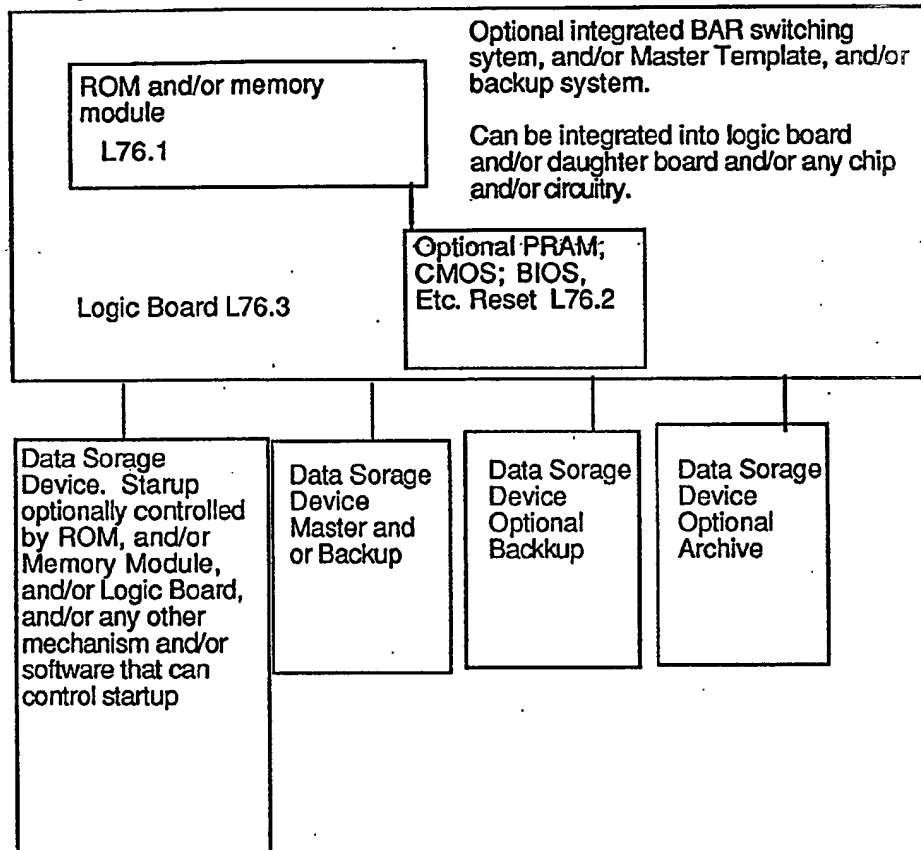 Optional integrated BAR switching
sytem, and/or Master Template, and/or
backup system.
Can be integrated into logic board
and/or daughter board and/or any chip
and/or circuitry.
ROM and/or memory
module
L76.1
Optional PRAM;
CMOS; BIOS,
Etc. Reset L76.2
Logic Board L76.3
Data Sorage
Device. Starup
optionally controlled
by ROM, and/or
Memory Module,
and/or Logic Board,
and/or any other
mechanism and/or
software that can
control startup
Data Sorage
Device
Master and
or Backup
Data Sorage
Device
Optional
Backkup
Data Sorage
Device
Optional
Archive